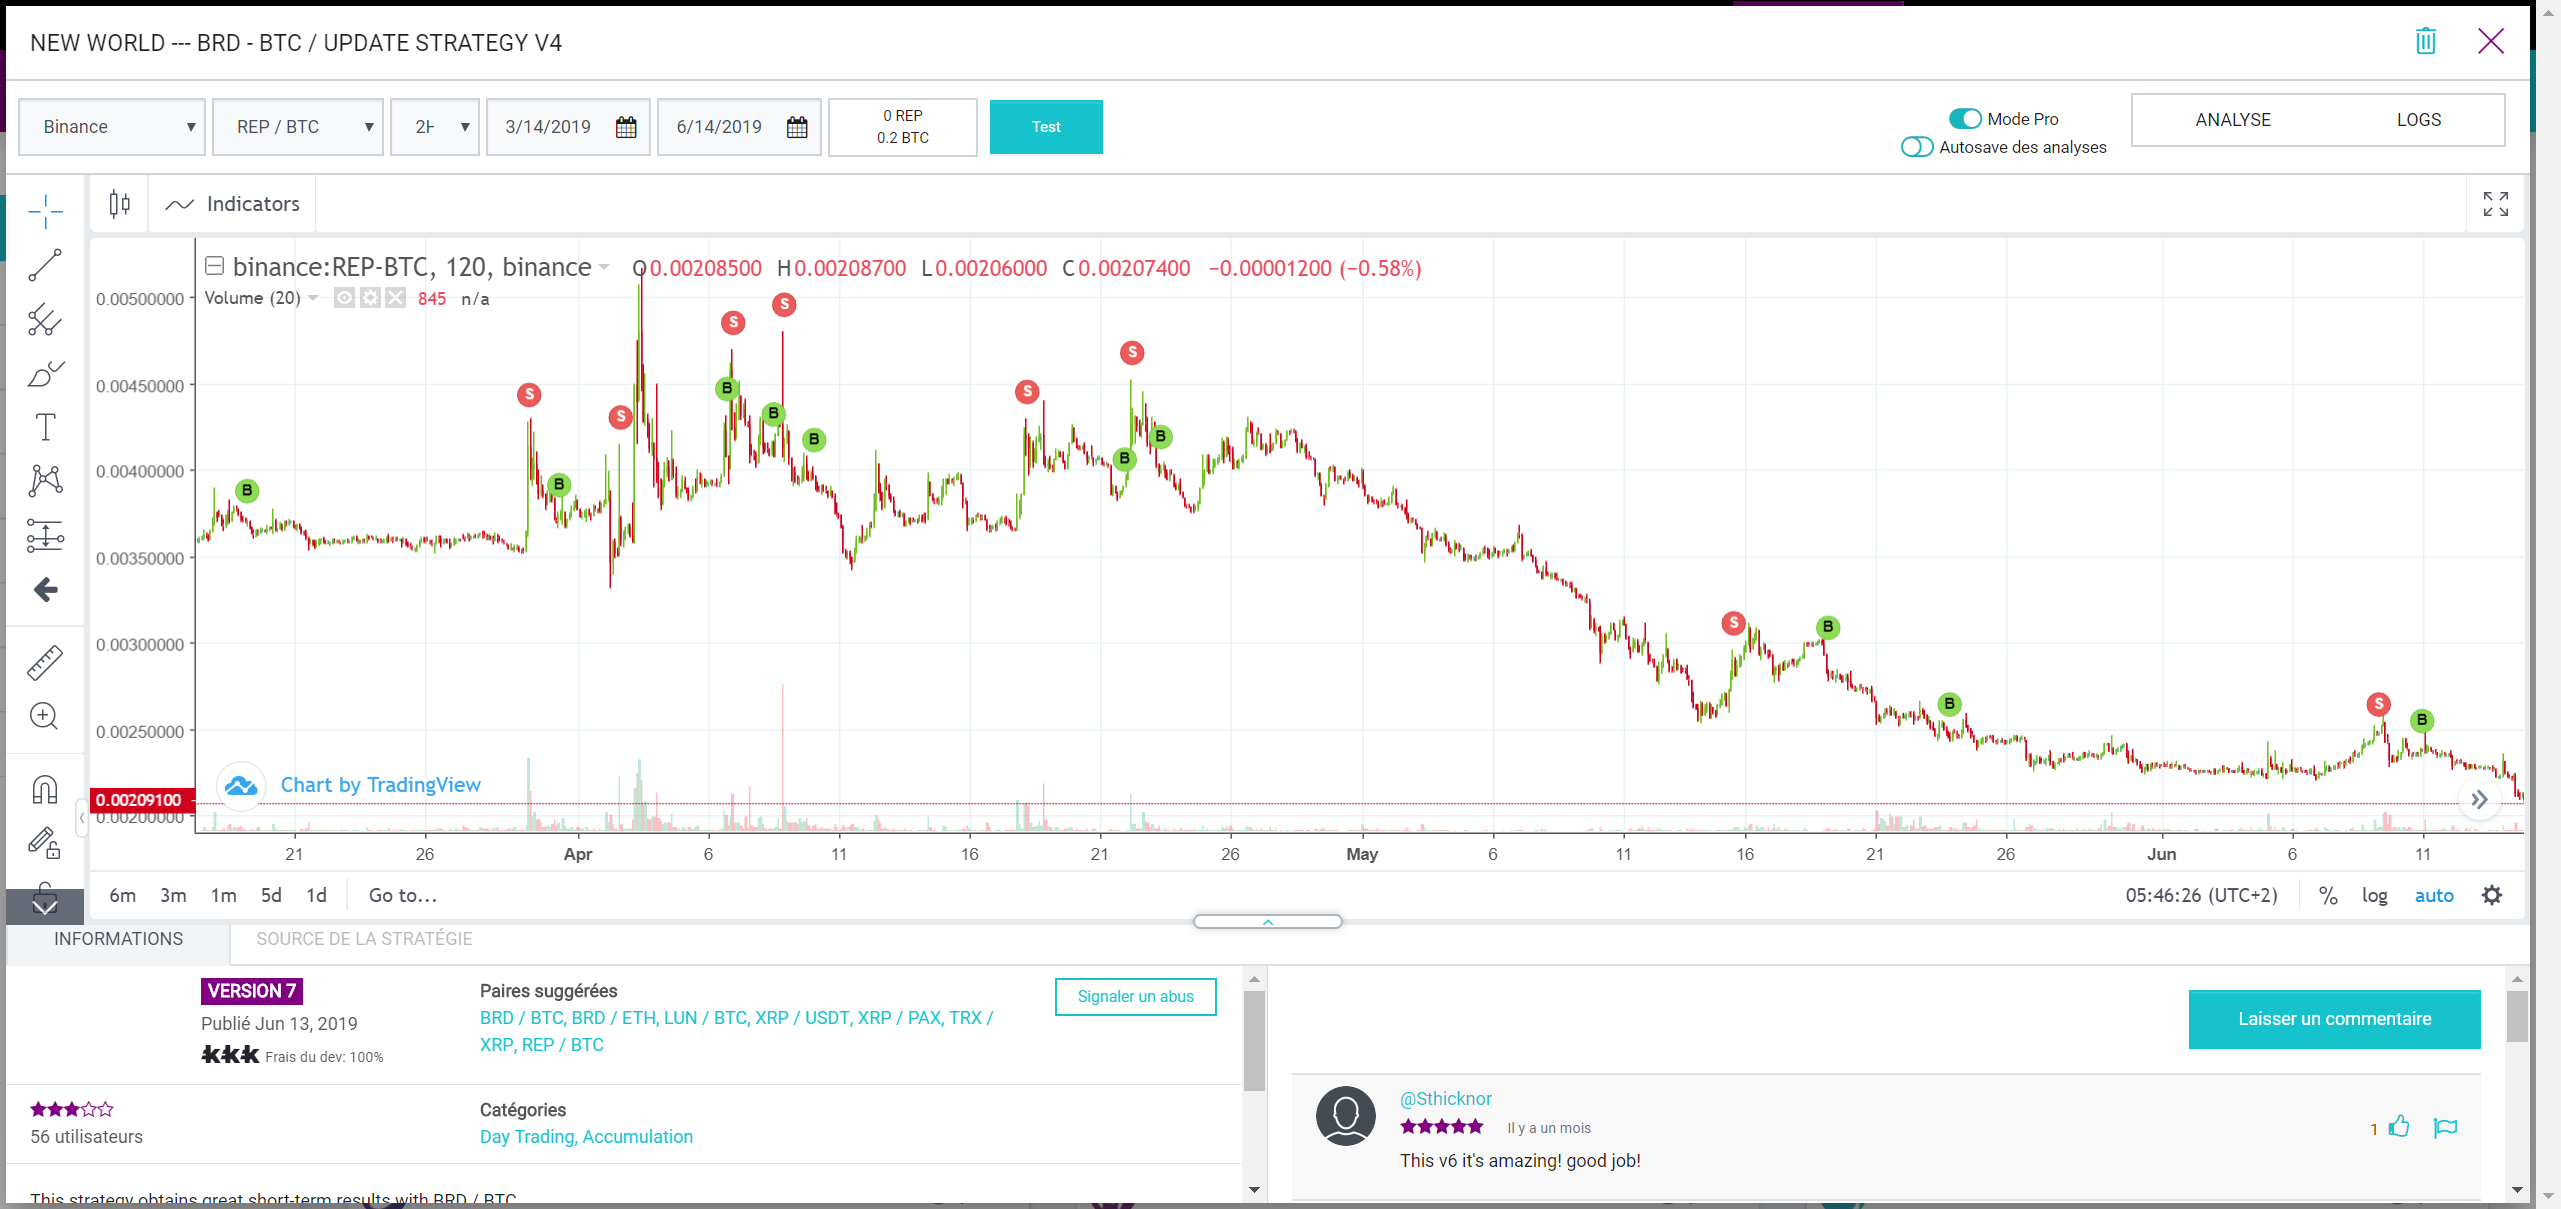 NEW WORLD --- BRD - BTC / UPDATE STRATEGY V4
Binance
REP / BTC
3/14/2019
6/14/2019
0 REP
0.2 BTC
Test
Mode Pro
Autosave des analyses
ANALYSE
LOGS
Indicators
binance:REP-BTC, 120, binance
O0.00208500 H0.00208700 L0.00206000 C0.00207400 −0.00001200 (−0.58%)
Volume (20)
845 n/a
0.00500000
0.00450000
0.00400000
0.00350000
0.00300000
0.00250000
0.00209100
0.00200000
B
S
B
S
S
B
S
B
B
S
S
B
B
S
B
B
S
B
Chart by TradingView
21
26
Apr
6
11
16
21
26
May
6
11
16
21
26
Jun
6
11
6m 3m 1m 5d 1d Go to...
05:46:26 (UTC+2) % log auto
INFORMATIONS
SOURCE DE LA STRATÉGIE
VERSION 7
Publié Jun 13, 2019
Frais du dev: 100%
Paires suggérées
BRD / BTC, BRD / ETH, LUN / BTC, XRP / USDT, XRP / PAX, TRX /
XRP, REP / BTC
Signaler un abus
56 utilisateurs
Catégories
Day Trading, Accumulation
This strategy obtains great short-term results with BRD / BTC
Laisser un commentaire
@Sthicknor
Il y a un mois
1
This v6 it's amazing! good job!